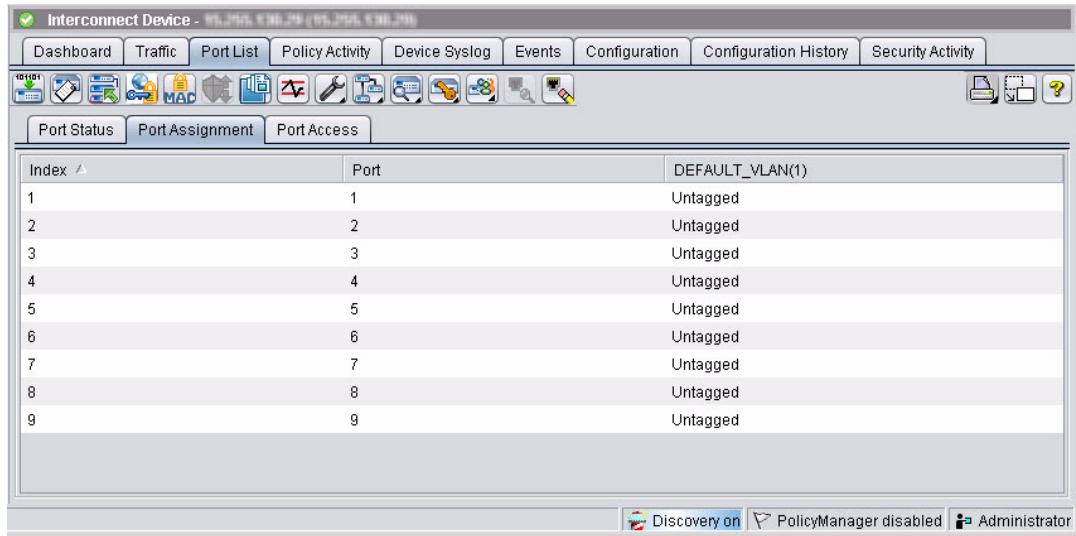 Interconnect Device -
Dashboard Traffic Port List Policy Activity Device Syslog Events Configuration Configuration History Security Activity
101101 MAC ?
Port Status Port Assignment Port Access
Index Port DEFAULT_VLAN(1)
1 1 Untagged
2 2 Untagged
3 3 Untagged
4 4 Untagged
5 5 Untagged
6 6 Untagged
7 7 Untagged
8 8 Untagged
9 9 Untagged
Discovery on PolicyManager disabled Administrator